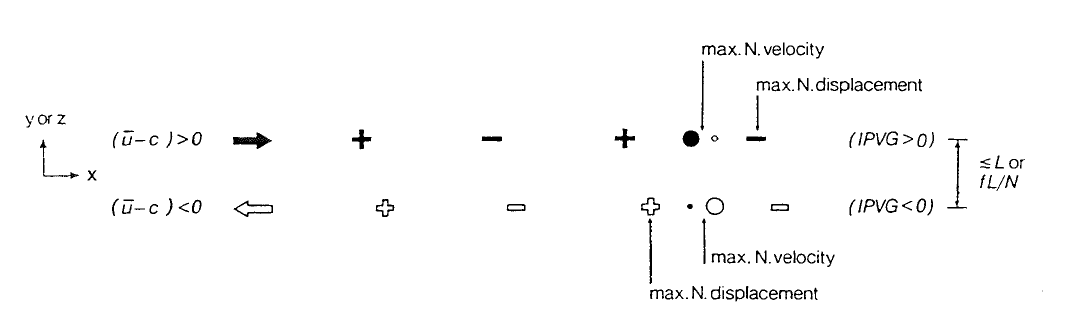 max. N. velocity
max. N. displacement
y or z
(ū-c)>0
+ − + −
(IPVG>0)
x
≤ L or
fL/N
(ū-c)<0
(IPVG<0)
max. N. velocity
max. N. displacement